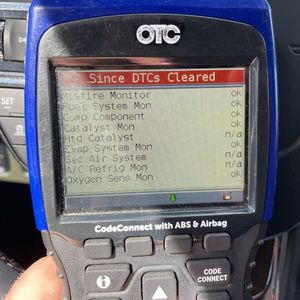 OTC
Since DTCs Cleared
Misfire Monitor ok
Fuel System Mon ok
Comp Component ok
Catalyst Mon ok
Htd Catalyst n/a
Evap System Mon ok
Sec Air System n/a
A/C Refrig Mon n/a
Oxygen Sens Mon ok
CodeConnect with ABS & Airbag
CODE
CONNECT
SET